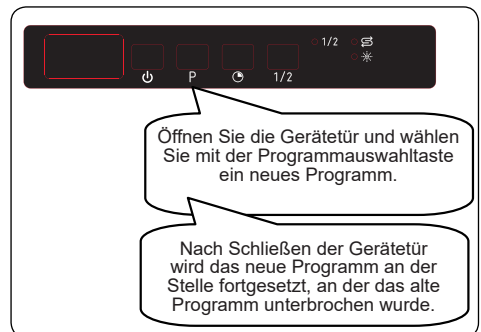 1/2
P 1/2
Öffnen Sie die Gerätetür und wählen
Sie mit der Programmauswahltaste
ein neues Programm.
Nach Schließen der Gerätetür
wird das neue Programm an der
Stelle fortgesetzt, an der das alte
Programm unterbrochen wurde.